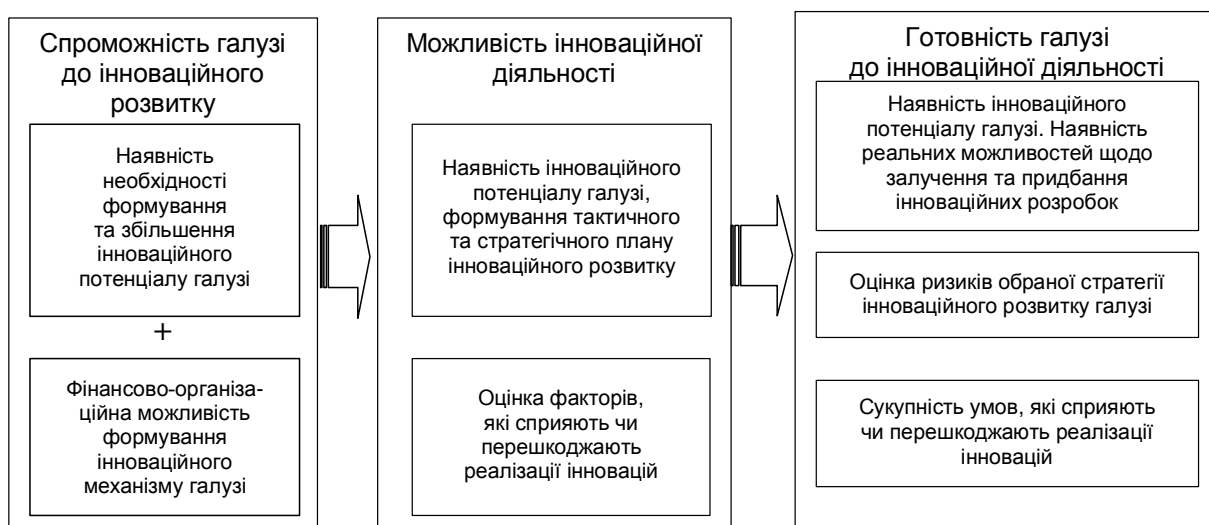 Спроможність галузі
до інноваційного
розвитку
Наявність
необхідності
формування
та збільшення
інноваційного
потенціалу галузі
+
Фінансово-організа-
ційна можливість
формування
інноваційного
механізму галузі
Можливість інноваційної
діяльності
Наявність інноваційного
потенціалу галузі,
формування тактичного
та стратегічного плану
інноваційного розвитку
Оцінка факторів,
які сприяють чи
перешкоджають
реалізації інновацій
Готовність галузі
до інноваційної діяльності
Наявність інноваційного
потенціалу галузі. Наявність
реальних можливостей щодо
залучення та придбання
інноваційних розробок
Оцінка ризиків обраної стратегії
інноваційного розвитку галузі
Сукупність умов, які сприяють
чи перешкоджають реалізації
інновацій